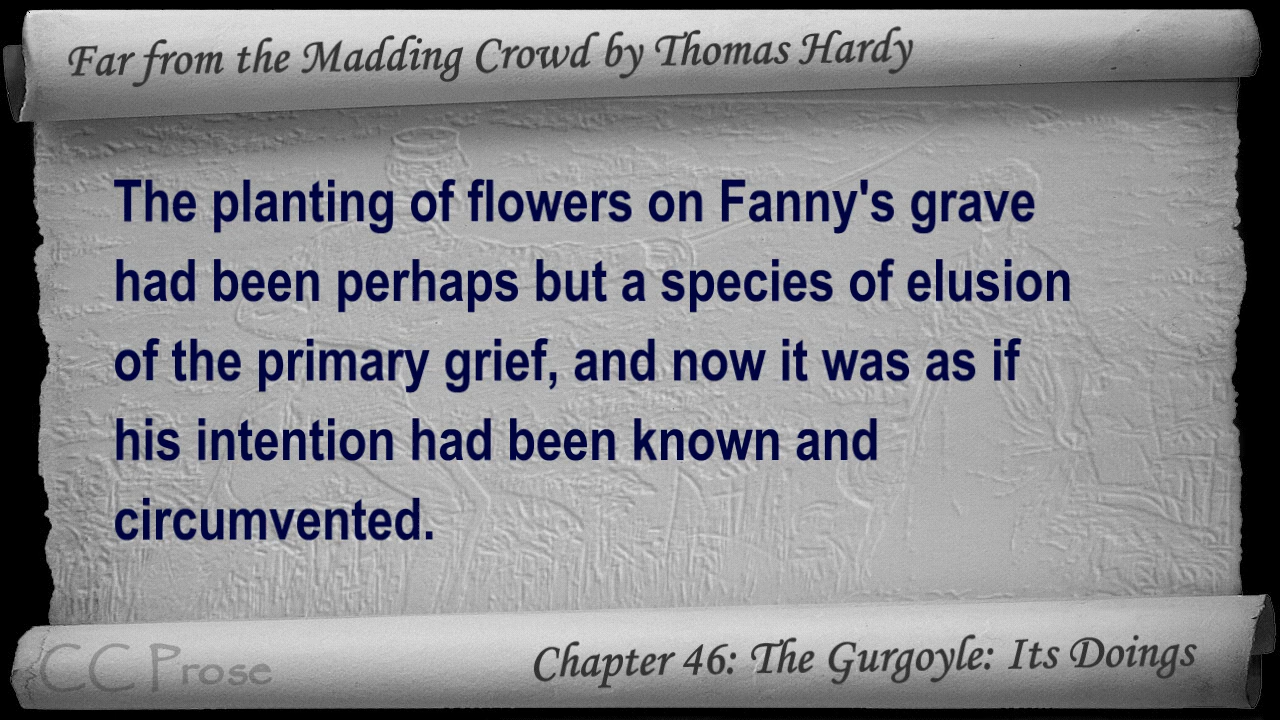 Far from the Madding Crowd by Thomas Hardy
The planting of flowers on Fanny's grave
had been perhaps but a species of elusion
of the primary grief, and now it was as if
his intention had been known and
circumvented.
CC Prose
Chapter 46: The Gurgoyle: Its Doings